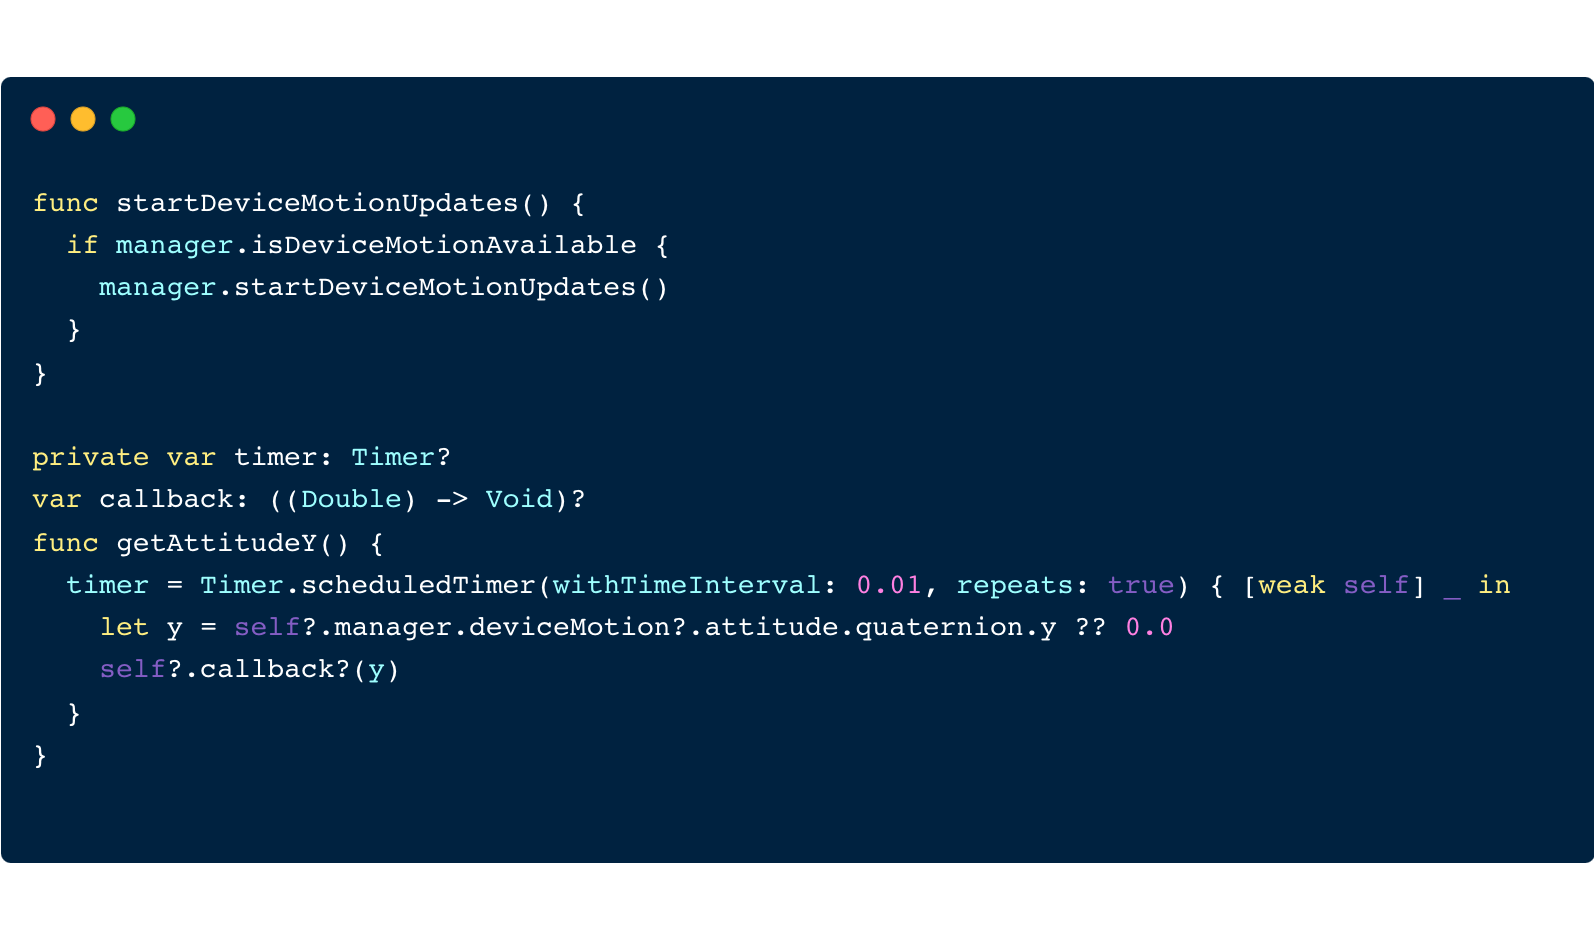 func startDeviceMotionUpdates() {
  if manager.isDeviceMotionAvailable {
    manager.startDeviceMotionUpdates()
  }
}

private var timer: Timer?
var callback: ((Double) -> Void)?
func getAttitudeY() {
  timer = Timer.scheduledTimer(withTimeInterval: 0.01, repeats: true) { [weak self] _ in
    let y = self?.manager.deviceMotion?.attitude.quaternion.y ?? 0.0
    self?.callback?(y)
  }
}